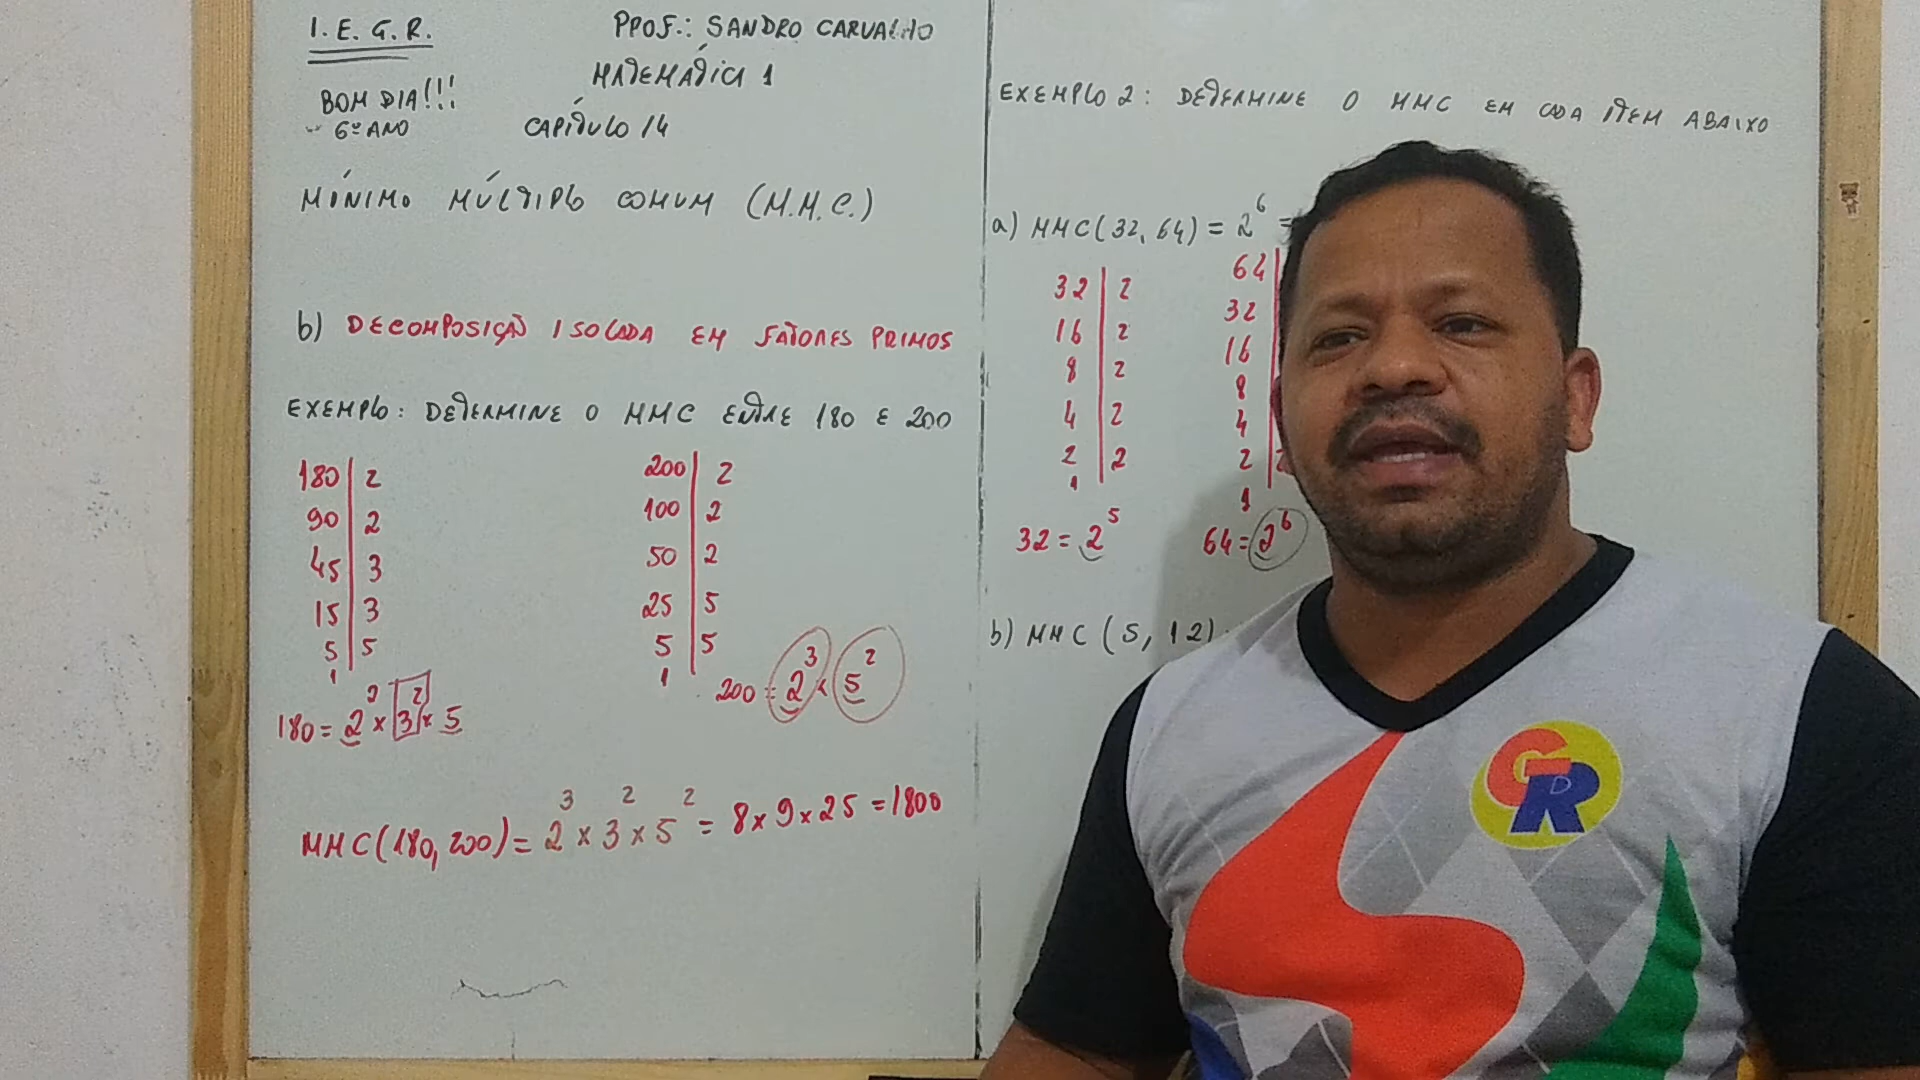 I. E. G. R.
PROF.: SANDRO CARVALHO
MATEMÁTICA 1
BOM DIA!!!
6º ANO
CAPÍTULO 14
MÍNIMO MÚLTIPLO COMUM (M.M.C.)
b) DECOMPOSIÇÃO ISOLADA EM FATORES PRIMOS
EXEMPLO: DETERMINE O MMC ENTRE 180 E 200
180 | 2
90 | 2
45 | 3
15 | 3
5 | 5
1
180 = 2² × 3² × 5
200 | 2
100 | 2
50 | 2
25 | 5
5 | 5
1
200 = 2³ × 5²
MMC(180, 200) = 2³ × 3² × 5² = 8 × 9 × 25 = 1800
EXEMPLO 2: DETERMINE O MMC EM CADA ITEM ABAIXO
a) MMC(32, 64) = 2⁶ =
32 | 2
16 | 2
8 | 2
4 | 2
2 | 2
1
32 = 2⁵
64
32
16
8
4
2 | 2
1
64 = 2⁶
b) MMC (5, 12)
GDR